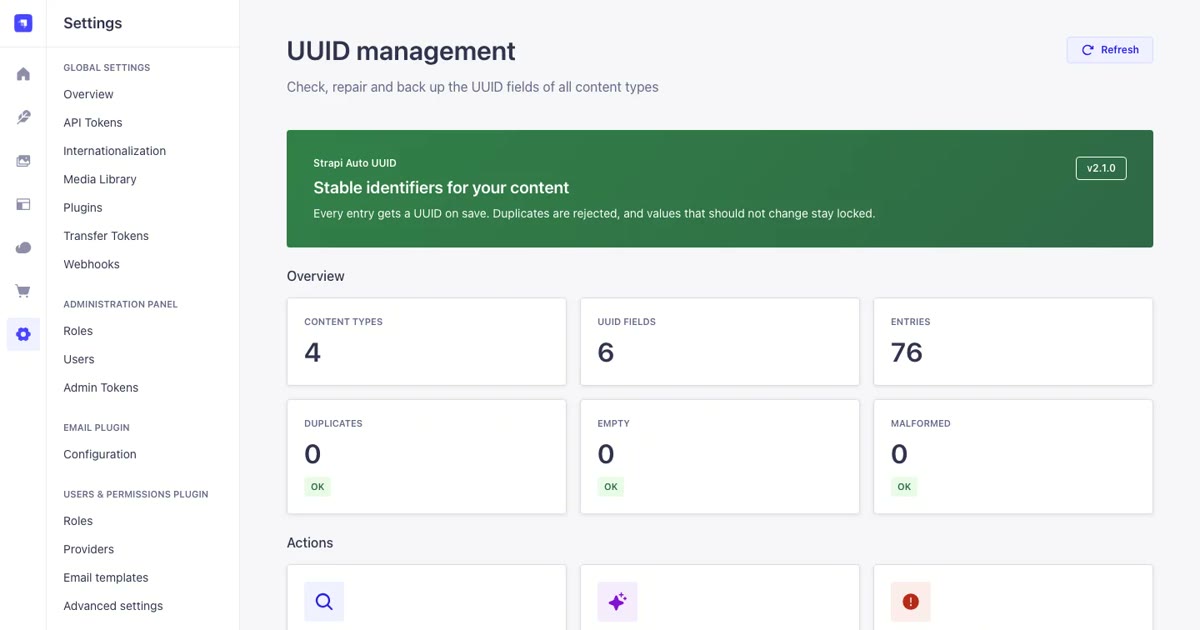 Settings
GLOBAL SETTINGS
Overview
API Tokens
Internationalization
Media Library
Plugins
Transfer Tokens
Webhooks
ADMINISTRATION PANEL
Roles
Users
Admin Tokens
EMAIL PLUGIN
Configuration
USERS & PERMISSIONS PLUGIN
Roles
Providers
Email templates
Advanced settings
UUID management
Refresh
Check, repair and back up the UUID fields of all content types
Strapi Auto UUID
v2.1.0
Stable identifiers for your content
Every entry gets a UUID on save. Duplicates are rejected, and values that should not change stay locked.
Overview
CONTENT TYPES
4
UUID FIELDS
6
ENTRIES
76
DUPLICATES
0
OK
EMPTY
0
OK
MALFORMED
0
OK
Actions